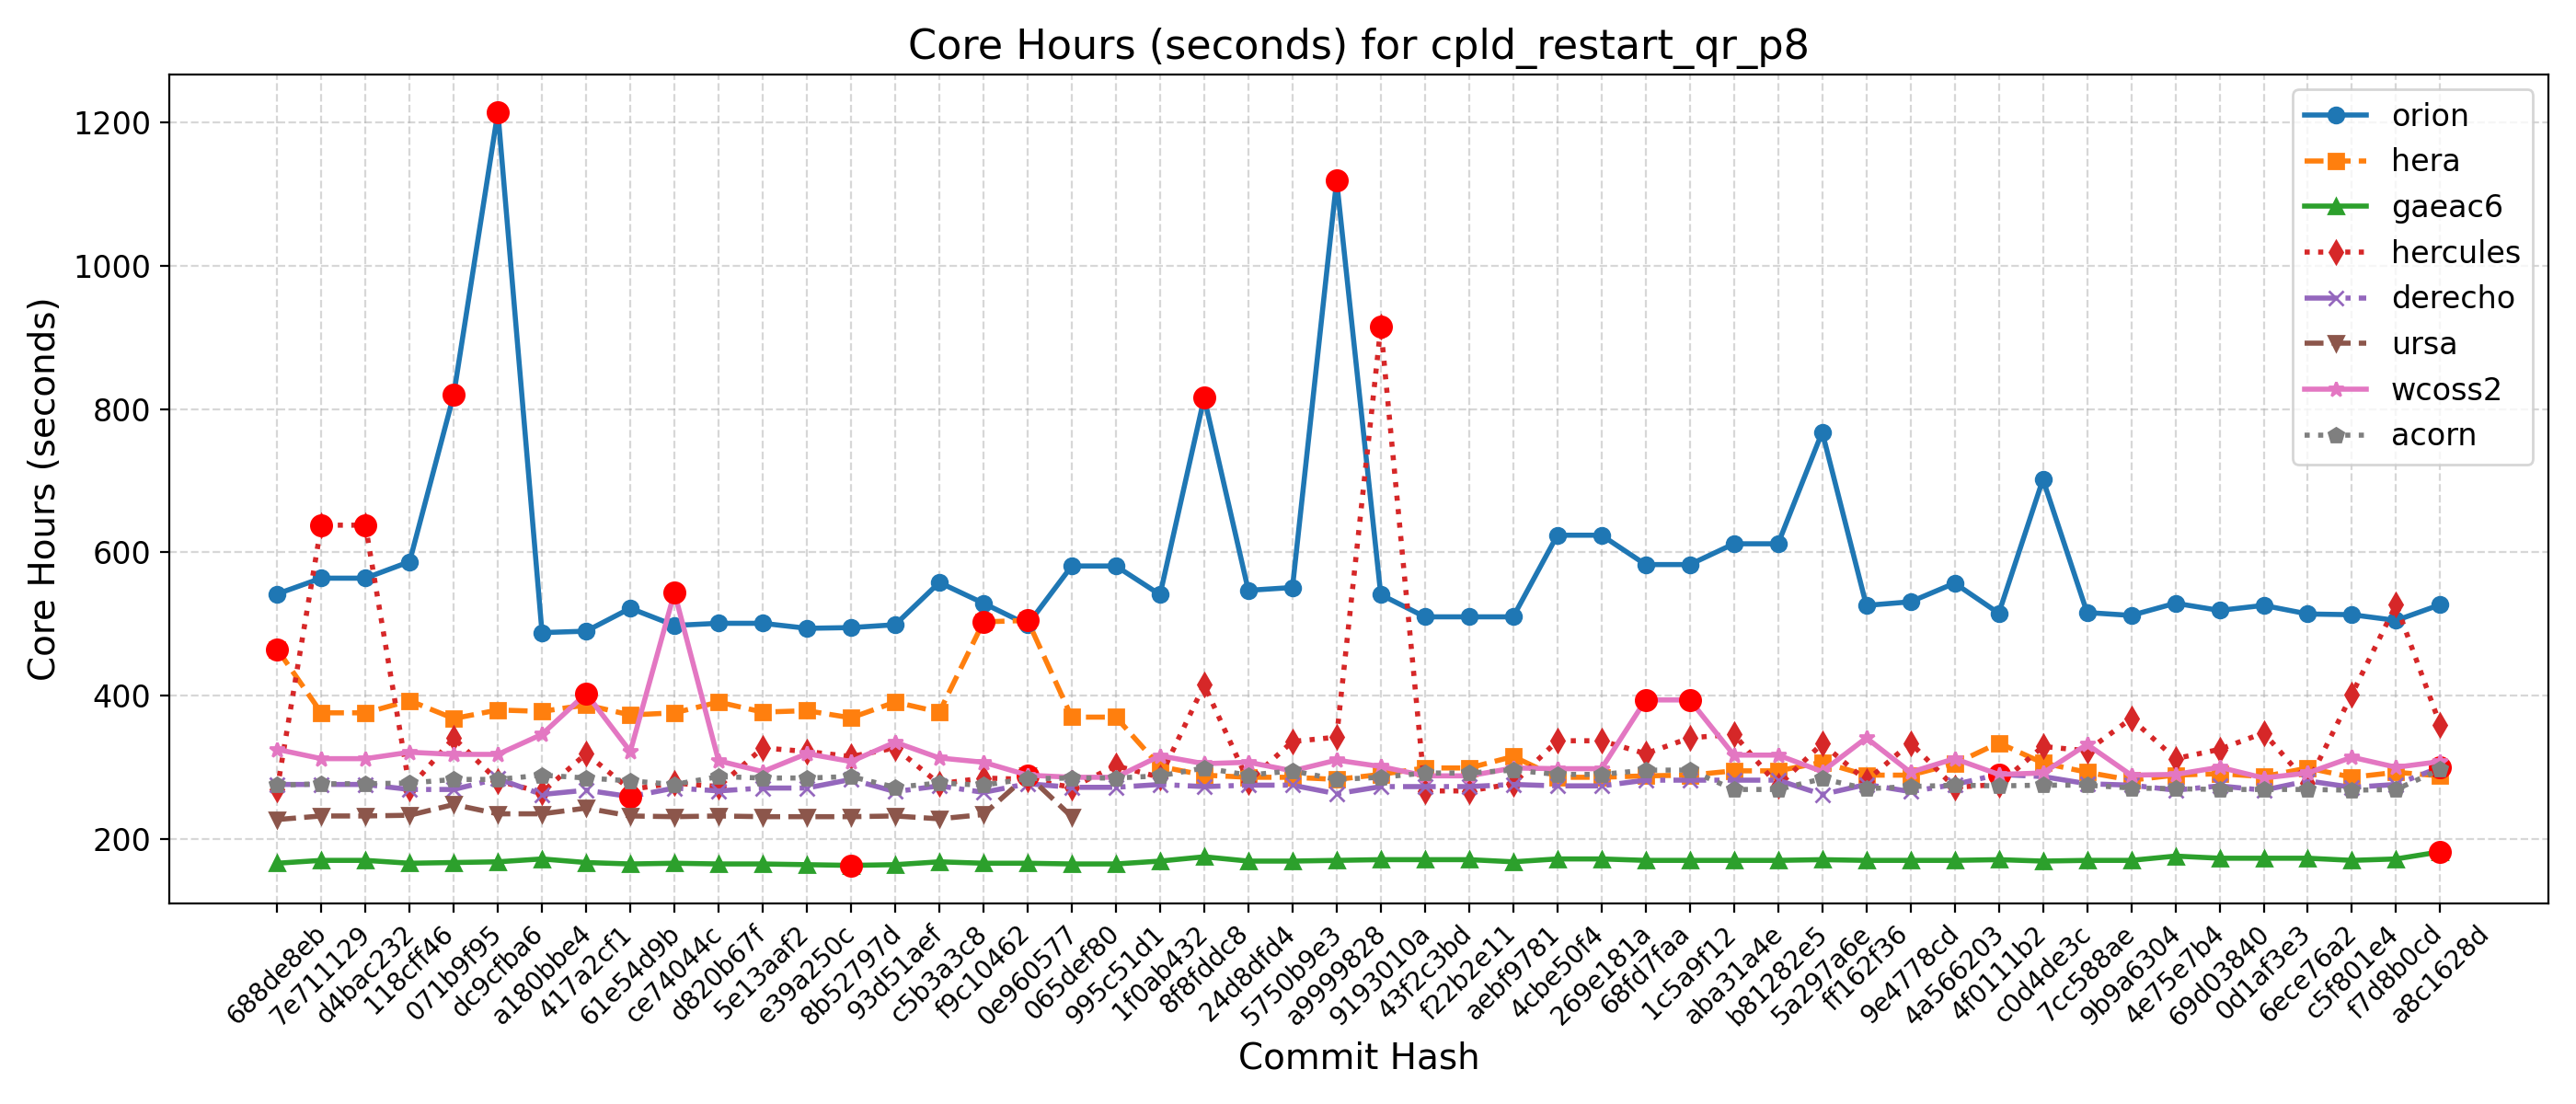 Core Hours (seconds) for cpld_restart_qr_p8
Core Hours (seconds)
1200
1000
800
600
400
200
orion
hera
gaeac6
hercules
derecho
ursa
wcoss2
acorn
688de8eb
7e711129
d4bac232
118cff46
071b9f95
dc9cfba6
a180bbe4
417a2cf1
61e54d9b
ce74044c
d820b67f
5e13aaf2
e39a250c
8b52797d
93d51aef
c5b3a3c8
f9c10462
0e960577
065def80
995c51d1
1f0ab432
8f8fddc8
24d8dfd4
5750b9e3
a9999828
9193010a
43f2c3bd
f22b2e11
aebf9781
4cbe50f4
269e181a
68fd7faa
1c5a9f12
aba31a4e
b81282e5
5a297a6e
ff162f36
9e4778cd
4a566203
4f0111b2
c0d4de3c
7cc588ae
9b9a6304
4e75e7b4
69d03840
0d1af3e3
6ece76a2
c5f801e4
f7d8b0cd
a8c1628d
Commit Hash